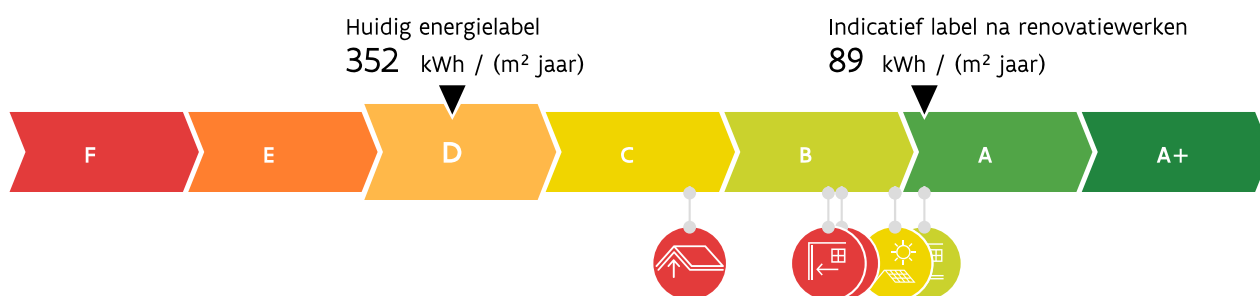 Huidig energielabel
352 kWh / (m² jaar)
Indicatief label na renovatiewerken
89 kWh / (m² jaar)
F E D C B A A+